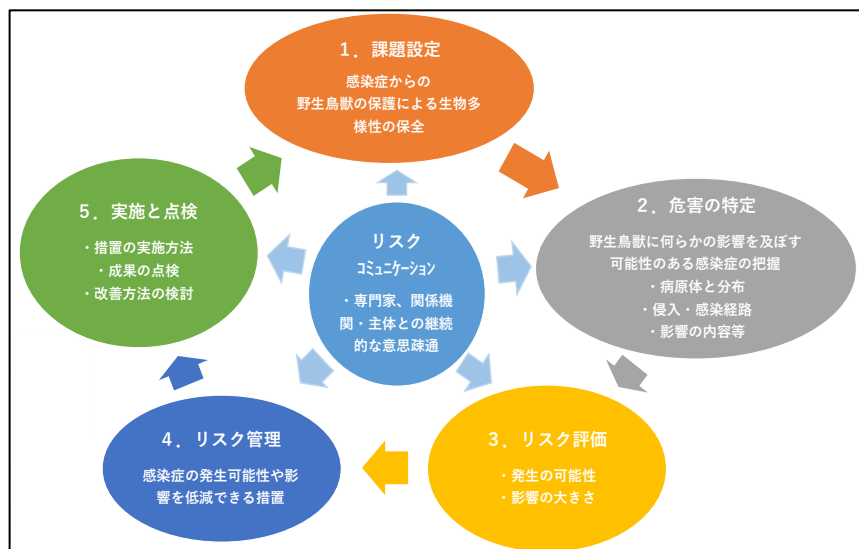 1．課題設定
感染症からの
野生鳥獣の保護による生物多
様性の保全
2．危害の特定
野生鳥獣に何らかの影響を及ぼす
可能性のある感染症の把握
・病原体と分布
・侵入・感染経路
・影響の内容等
3．リスク評価
・発生の可能性
・影響の大きさ
4．リスク管理
感染症の発生可能性や影
響を低減できる措置
5．実施と点検
・措置の実施方法
・成果の点検
・改善方法の検討
リスク
ｺﾐｭﾆｹｰｼｮﾝ
・専門家、関係機
関・主体との継続
的な意思疎通